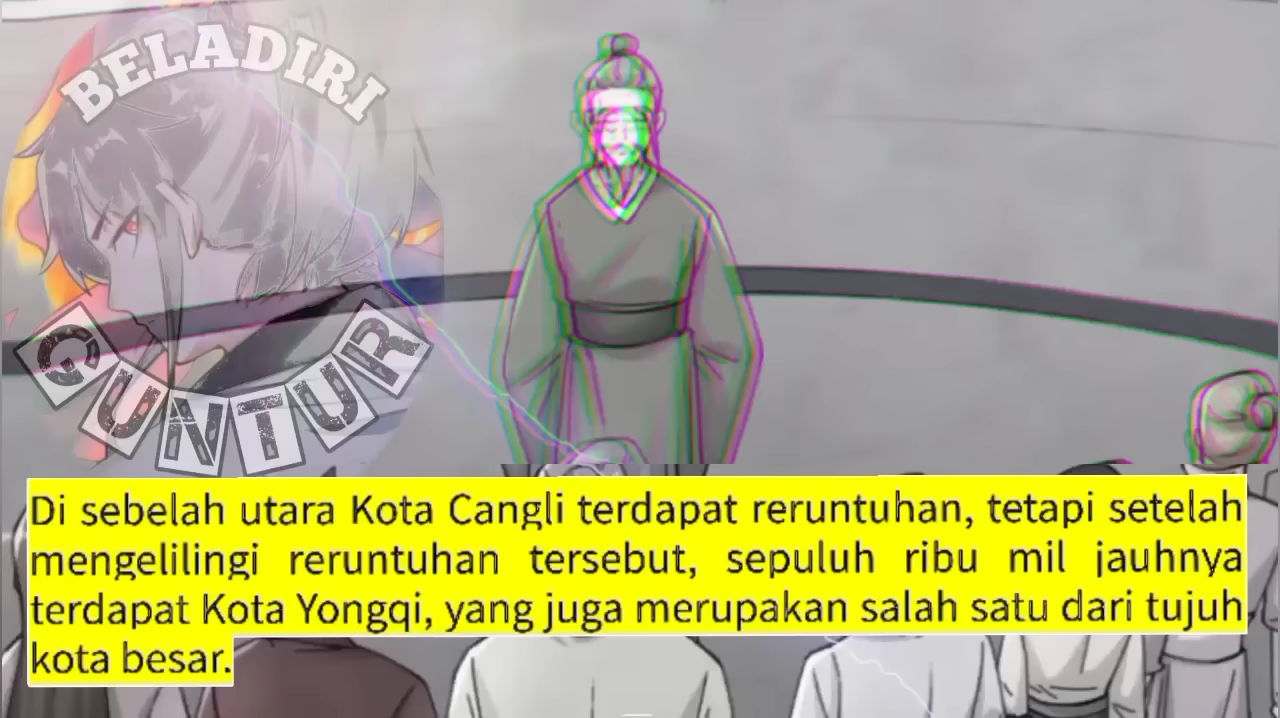 BELADIRI
GUNTUR
Di sebelah utara Kota Cangli terdapat reruntuhan, tetapi setelah
mengelilingi reruntuhan tersebut, sepuluh ribu mil jauhnya
terdapat Kota Yongqi, yang juga merupakan salah satu dari tujuh
kota besar.